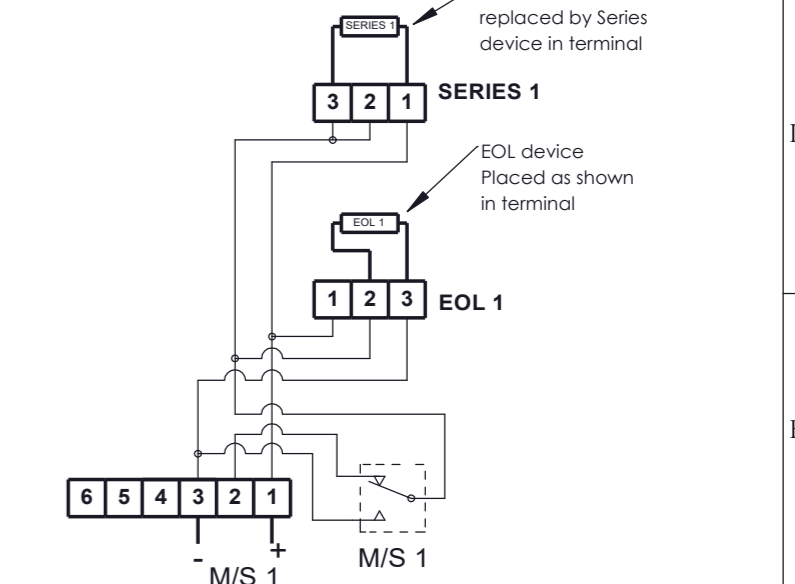 replaced by Series
device in terminal
SERIES 1
3 2 1
SERIES 1
EOL device
Placed as shown
in terminal
EOL 1
1 2 3
EOL 1
6 5 4 3 2 1
- +
M/S 1
M/S 1